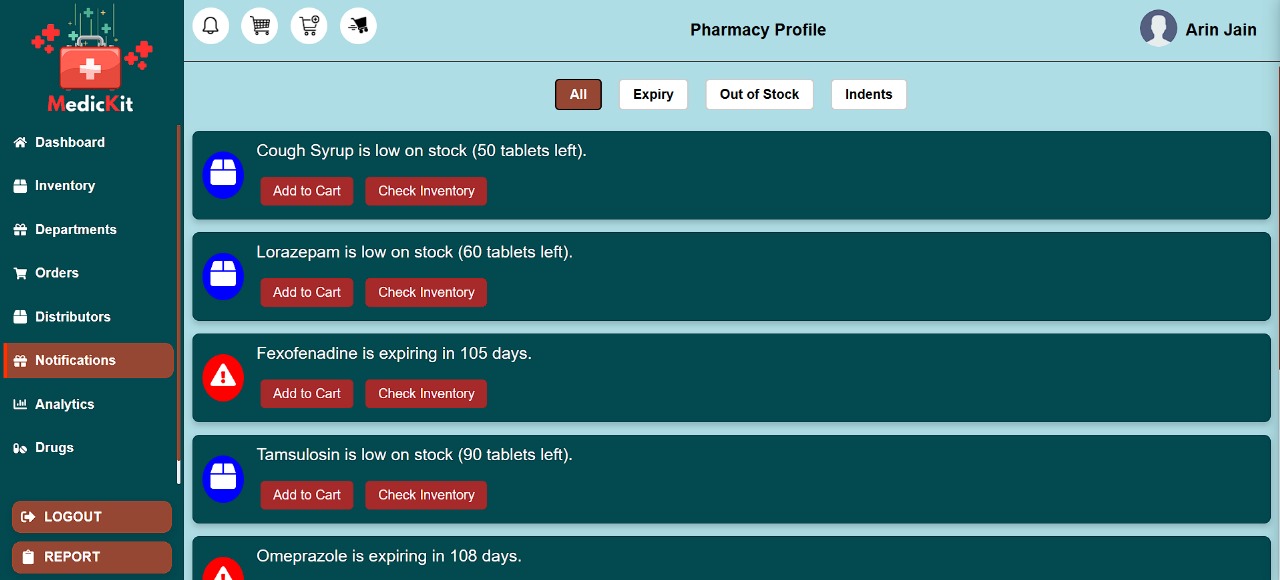 MedicKit
Dashboard
Inventory
Departments
Orders
Distributors
Notifications
Analytics
Drugs
LOGOUT
REPORT
Pharmacy Profile
Arin Jain
All
Expiry
Out of Stock
Indents
Cough Syrup is low on stock (50 tablets left).
Add to Cart
Check Inventory
Lorazepam is low on stock (60 tablets left).
Add to Cart
Check Inventory
Fexofenadine is expiring in 105 days.
Add to Cart
Check Inventory
Tamsulosin is low on stock (90 tablets left).
Add to Cart
Check Inventory
Omeprazole is expiring in 108 days.